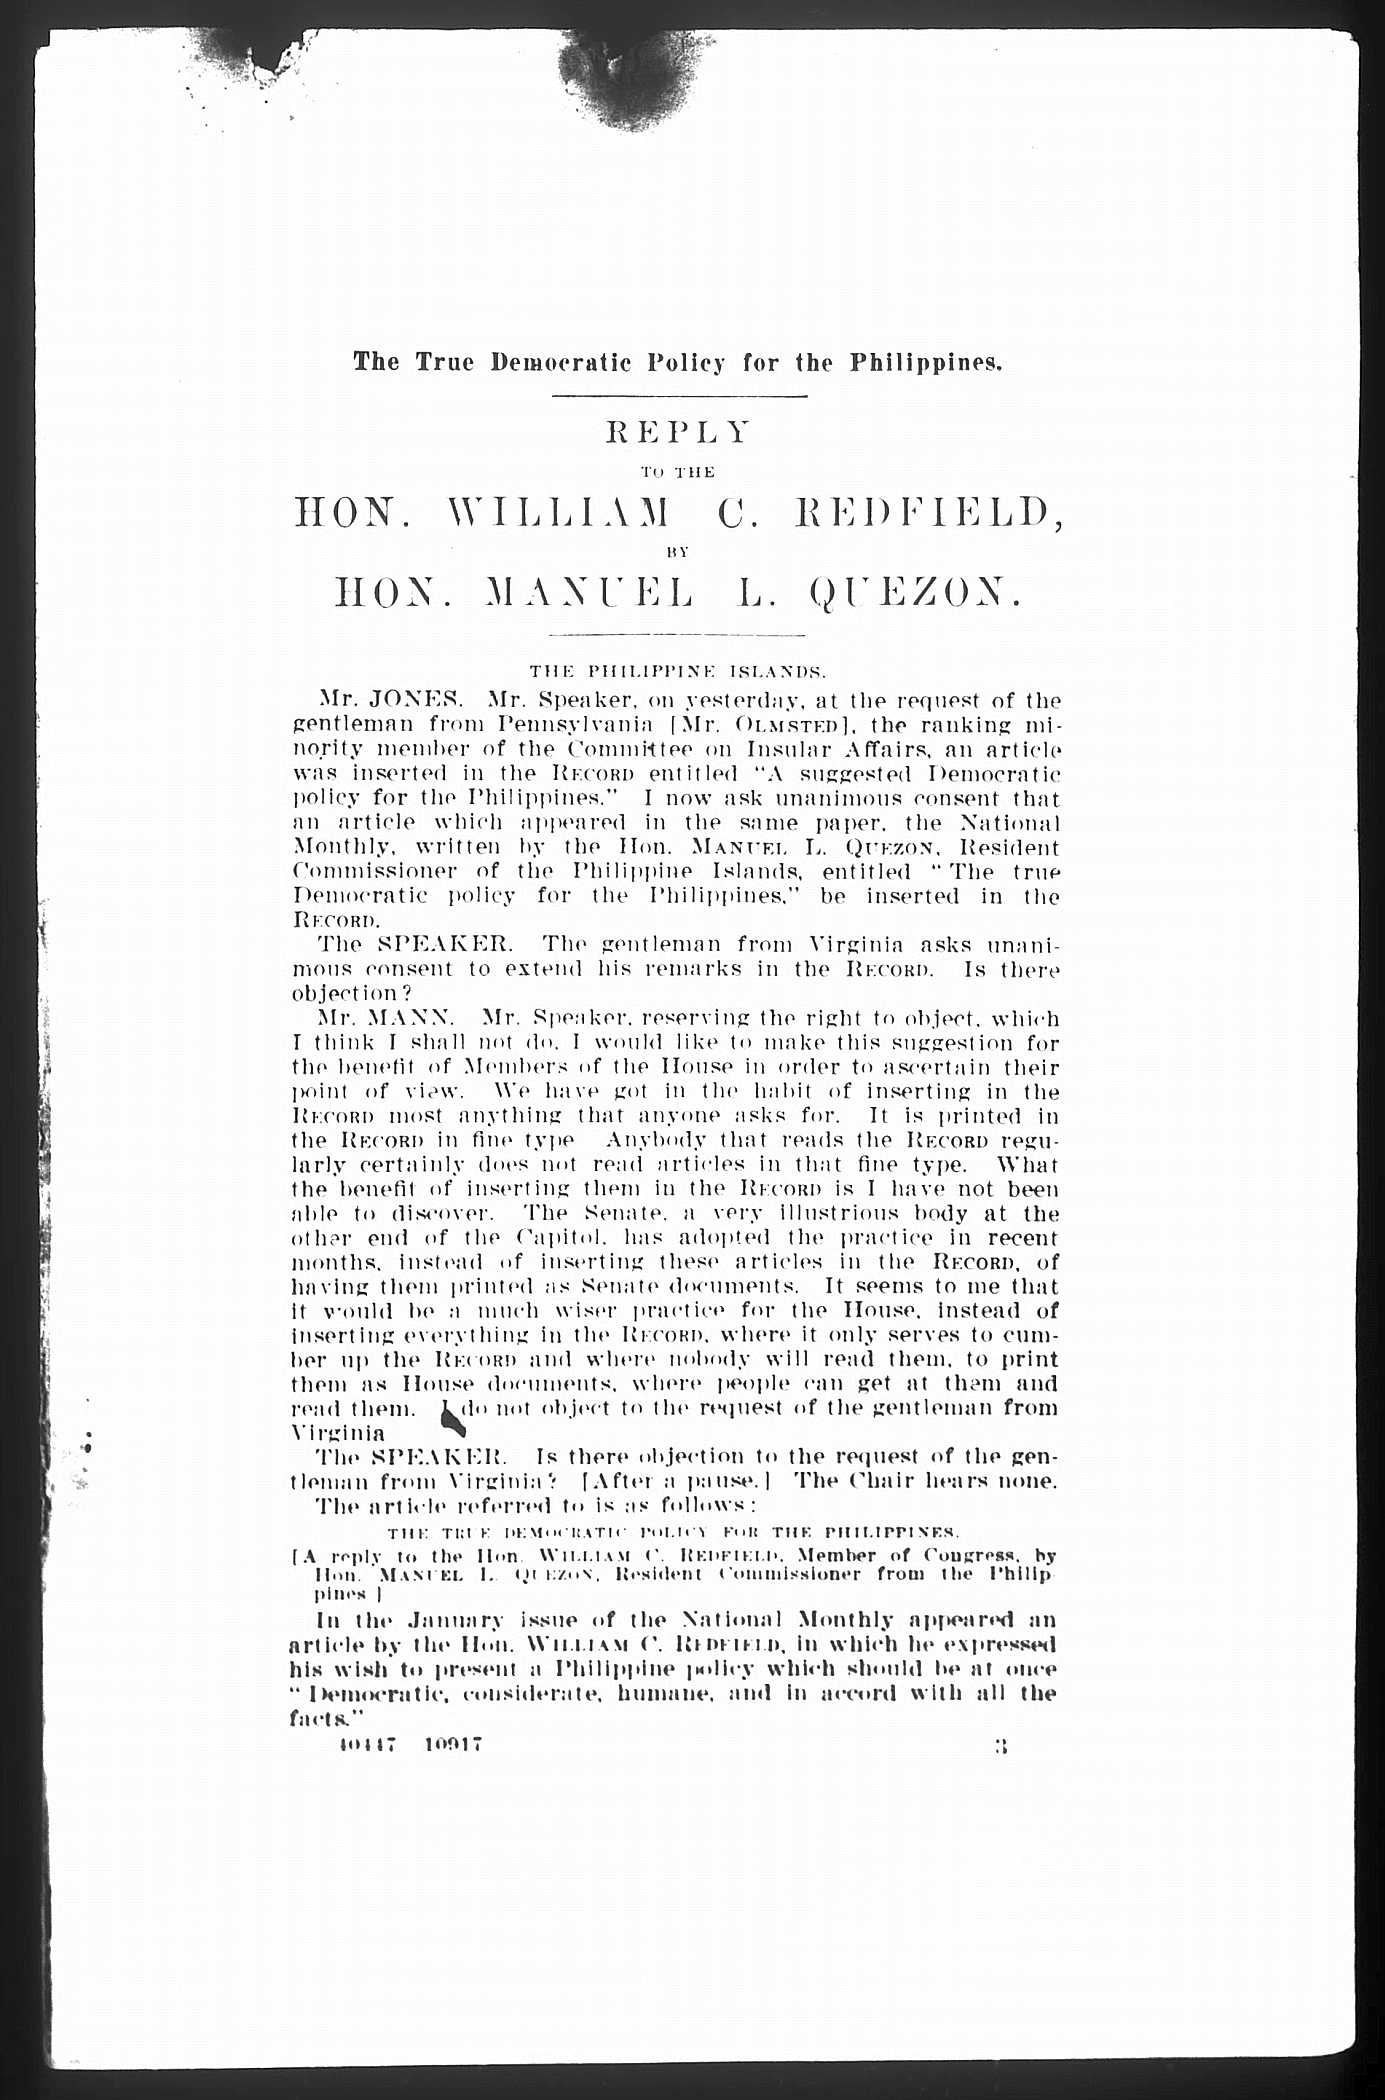 The True Democratic Policy for the Philippines.
REPLY
TO THE
HON. WILLIAM C. REDFIELD,
BY
HON. MANUEL L. QUEZON.
THE PHILIPPINE ISLANDS.
Mr. JONES. Mr. Speaker, on yesterday, at the request of the
gentleman from Pennsylvania [Mr. OLMSTED], the ranking mi-
nority member of the Committee on Insular Affairs, an article
was inserted in the RECORD entitled "A suggested Democratic
policy for the Philippines." I now ask unanimous consent that
an article which appeared in the same paper, the National
Monthly, written by the Hon. MANUEL L. QUEZON, Resident
Commissioner of the Philippine Islands, entitled "The true
Democratic policy for the Philippines," be inserted in the
RECORD.
The SPEAKER. The gentleman from Virginia asks unani-
mous consent to extend his remarks in the RECORD. Is there
objection?
Mr. MANN. Mr. Speaker, reserving the right to object, which
I think I shall not do, I would like to make this suggestion for
the benefit of Members of the House in order to ascertain their
point of view. We have got in the habit of inserting in the
RECORD most anything that anyone asks for. It is printed in
the RECORD in fine type Anybody that reads the RECORD regu-
larly certainly does not read articles in that fine type. What
the benefit of inserting them in the RECORD is I have not been
able to discover. The Senate, a very illustrious body at the
other end of the Capitol, has adopted the practice in recent
months, instead of inserting these articles in the RECORD, of
having them printed as Senate documents. It seems to me that
it would be a much wiser practice for the House, instead of
inserting everything in the RECORD, where it only serves to cum-
ber up the RECORD and where nobody will read them, to print
them as House documents, where people can get at them and
read them. I do not object to the request of the gentleman from
Virginia
The SPEAKER. Is there objection to the request of the gen-
tleman from Virginia? [After a pause.] The Chair hears none.
The article referred to is as follows:
THE TRUE DEMOCRATIC POLICY FOR THE PHILIPPINES.
[A reply to the Hon. WILLIAM C. REDFIELD, Member of Congress, by
Hon. MANUEL L. QUEZON, Resident Commissioner from the Philip
pines ]
In the January issue of the National Monthly appeared an
article by the Hon. WILLIAM C. REDFIELD, in which he expressed
his wish to present a Philippine policy which should be at once
"Democratic, considerate, humane, and in accord with all the
facts."
40447 10917 3